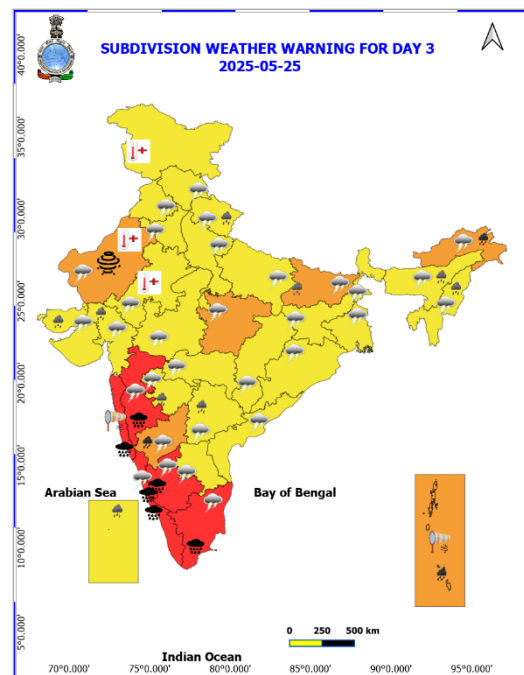 SUBDIVISION WEATHER WARNING FOR DAY 3
2025-05-25
40°0.000'
35°0.000'
30°0.000'
25°0.000'
20°0.000'
15°0.000'
10°0.000'
5°0.000'
Arabian Sea
Bay of Bengal
0 250 500 km
Indian Ocean
70°0.000' 75°0.000' 80°0.000' 85°0.000' 90°0.000' 95°0.000'